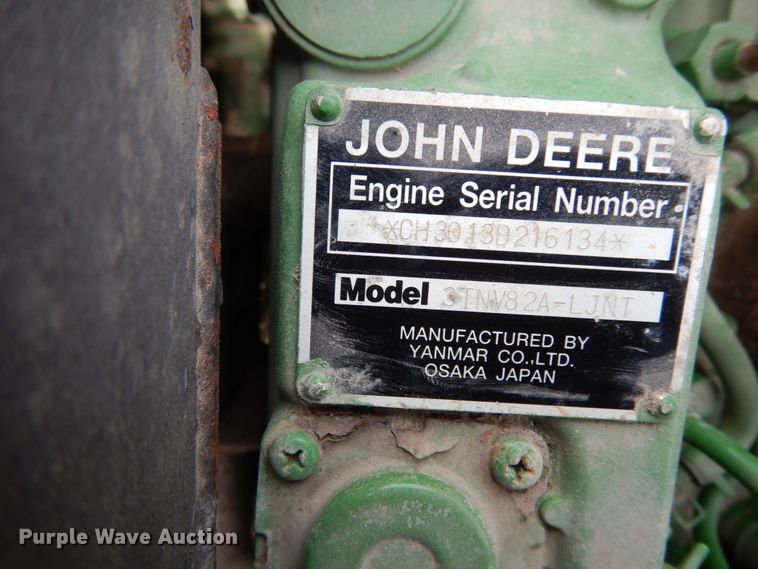 JOHN DEERE
Engine Serial Number
*CH3013D216134*
Model 3TNV82A-LJNT
MANUFACTURED BY
YANMAR CO.,LTD.
OSAKA JAPAN
Purple Wave Auction